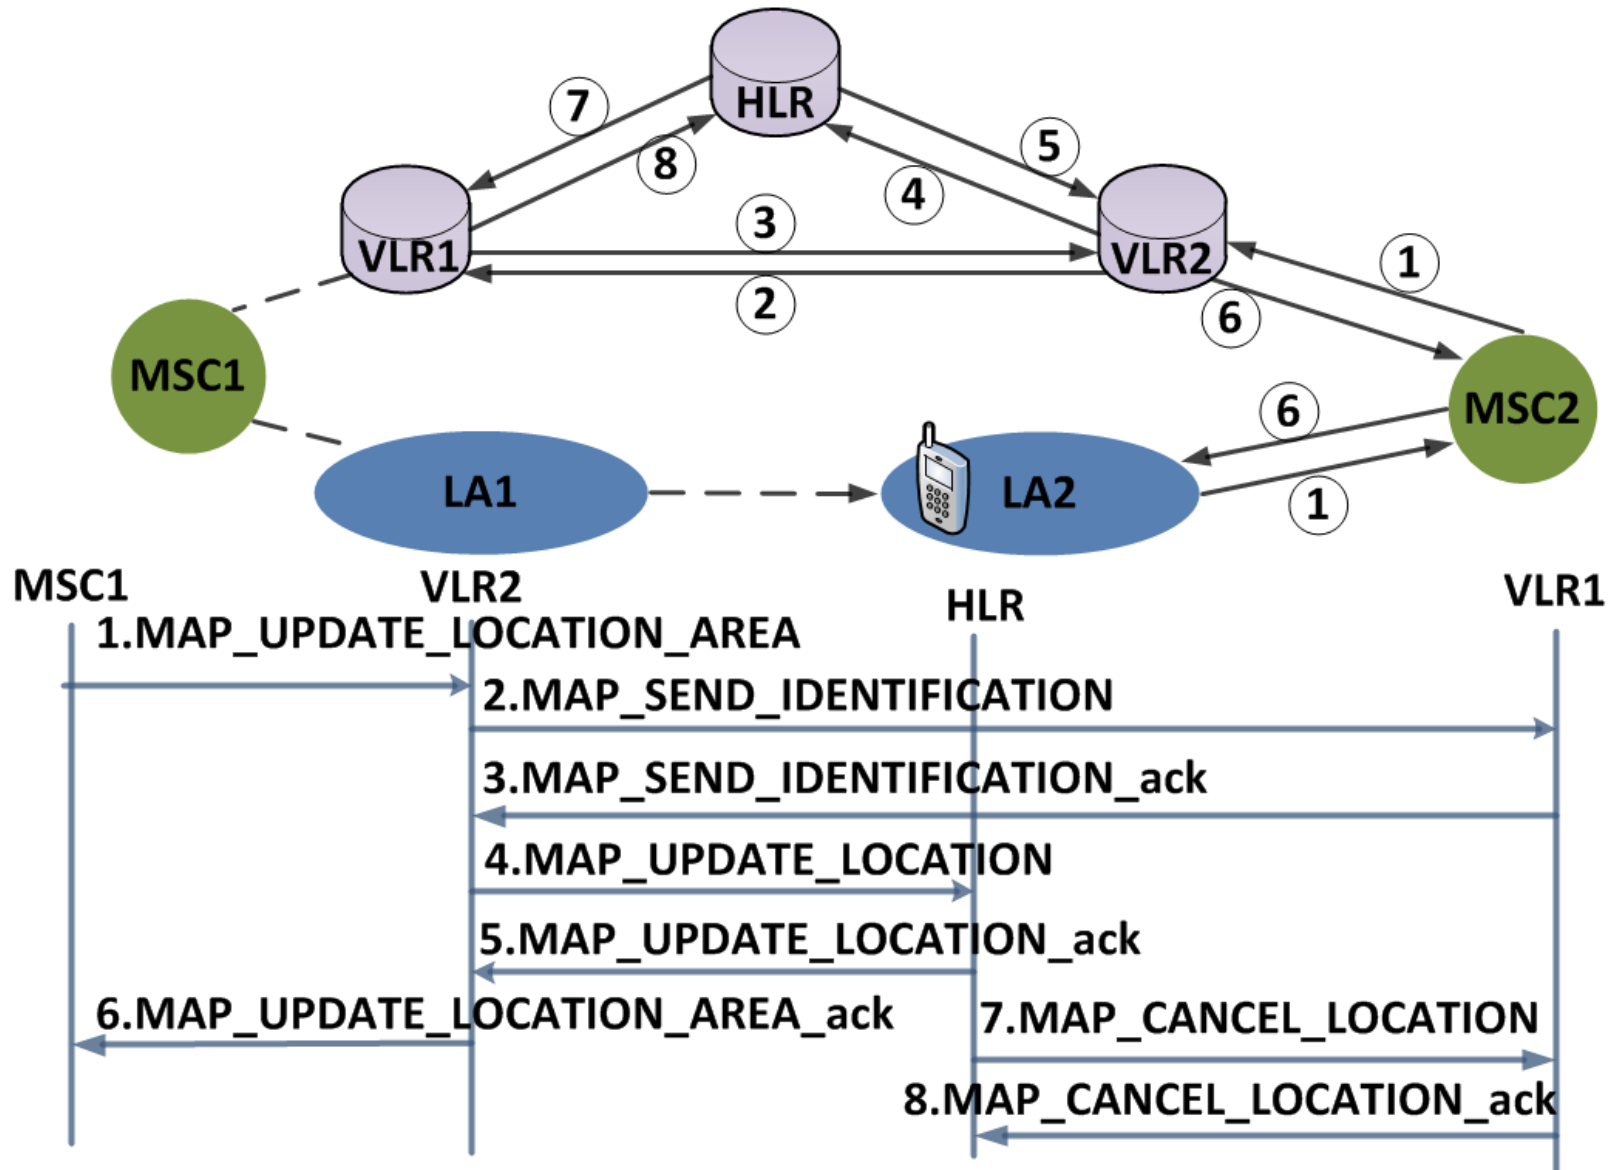 HLR
7
5
8
4
3
VLR1
VLR2
1
2
6
MSC1
MSC2
6
LA1
LA2
1
MSC1
VLR2
HLR
VLR1
1.MAP_UPDATE_LOCATION_AREA
2.MAP_SEND_IDENTIFICATION
3.MAP_SEND_IDENTIFICATION_ack
4.MAP_UPDATE_LOCATION
5.MAP_UPDATE_LOCATION_ack
6.MAP_UPDATE_LOCATION_AREA_ack
7.MAP_CANCEL_LOCATION
8.MAP_CANCEL_LOCATION_ack